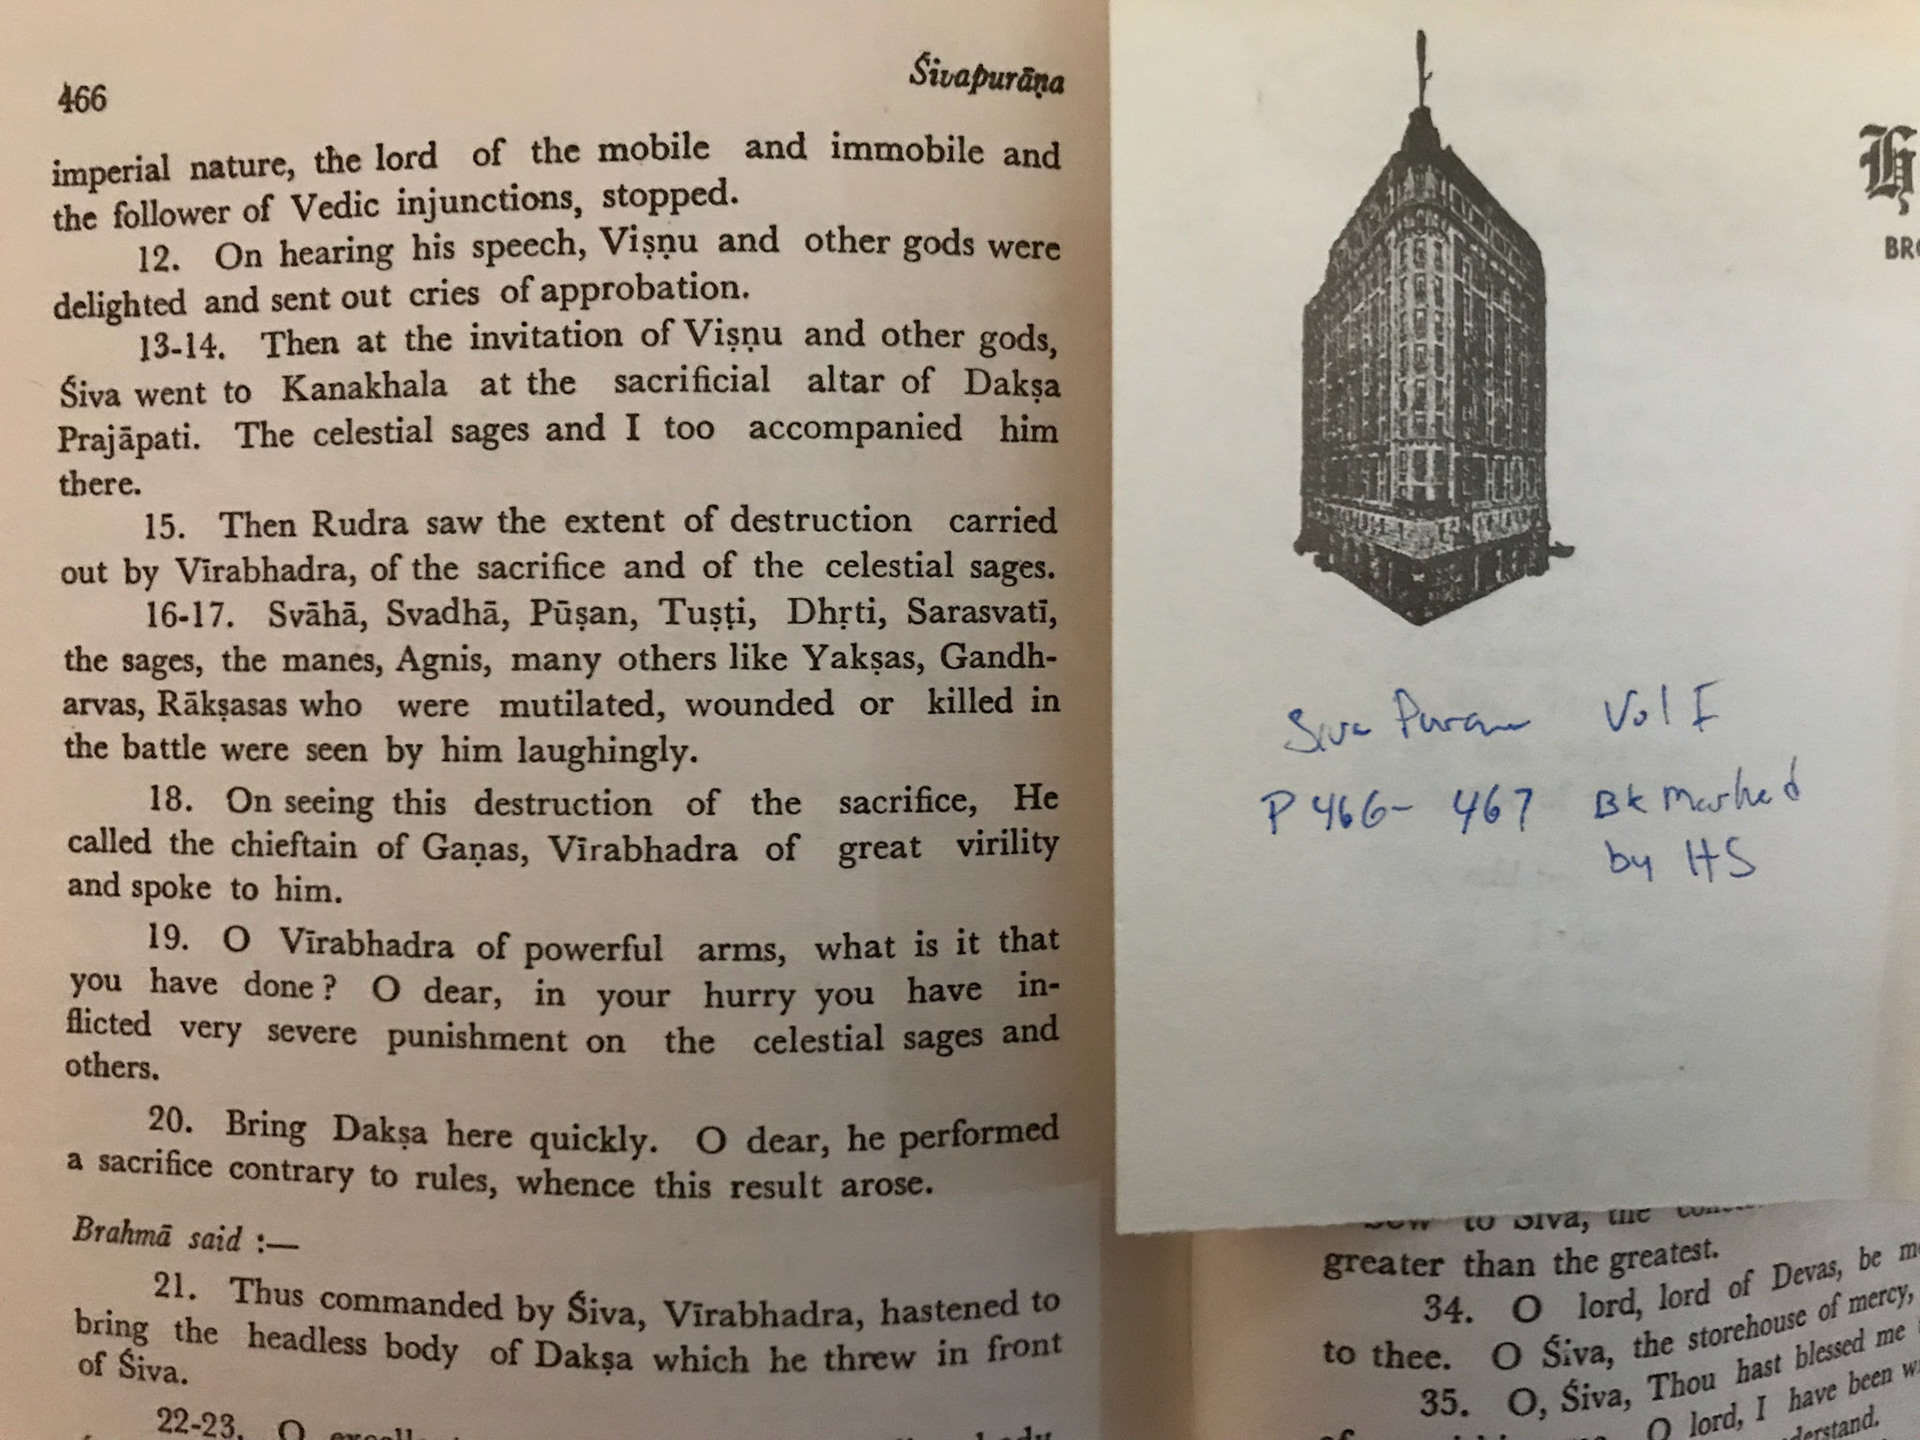 466
Śivapurāṇa
imperial nature, the lord of the mobile and immobile and
the follower of Vedic injunctions, stopped.
12. On hearing his speech, Viṣṇu and other gods were
delighted and sent out cries of approbation.
13-14. Then at the invitation of Viṣṇu and other gods,
Śiva went to Kanakhala at the sacrificial altar of Dakṣa
Prajāpati. The celestial sages and I too accompanied him
there.
15. Then Rudra saw the extent of destruction carried
out by Vīrabhadra, of the sacrifice and of the celestial sages.
16-17. Svāhā, Svadhā, Pūṣan, Tuṣṭi, Dhṛti, Sarasvatī,
the sages, the manes, Agnis, many others like Yakṣas, Gandh-
arvas, Rākṣasas who were mutilated, wounded or killed in
the battle were seen by him laughingly.
18. On seeing this destruction of the sacrifice, He
called the chieftain of Gaṇas, Vīrabhadra of great virility
and spoke to him.
19. O Vīrabhadra of powerful arms, what is it that
you have done? O dear, in your hurry you have in-
flicted very severe punishment on the celestial sages and
others.
20. Bring Dakṣa here quickly. O dear, he performed
a sacrifice contrary to rules, whence this result arose.
Brahmā said :—
21. Thus commanded by Śiva, Vīrabhadra, hastened to
bring the headless body of Dakṣa which he threw in front
of Śiva.
22-23. O
H
BRO
Siva Puran Vol I
P 466- 467 Bk Marked
by HS
to Śiva, the
greater than the greatest.
34. O lord, lord of Devas, be
to thee. O Śiva, the storehouse of mercy,
35. O, Śiva, Thou hast blessed me
O lord, I have been